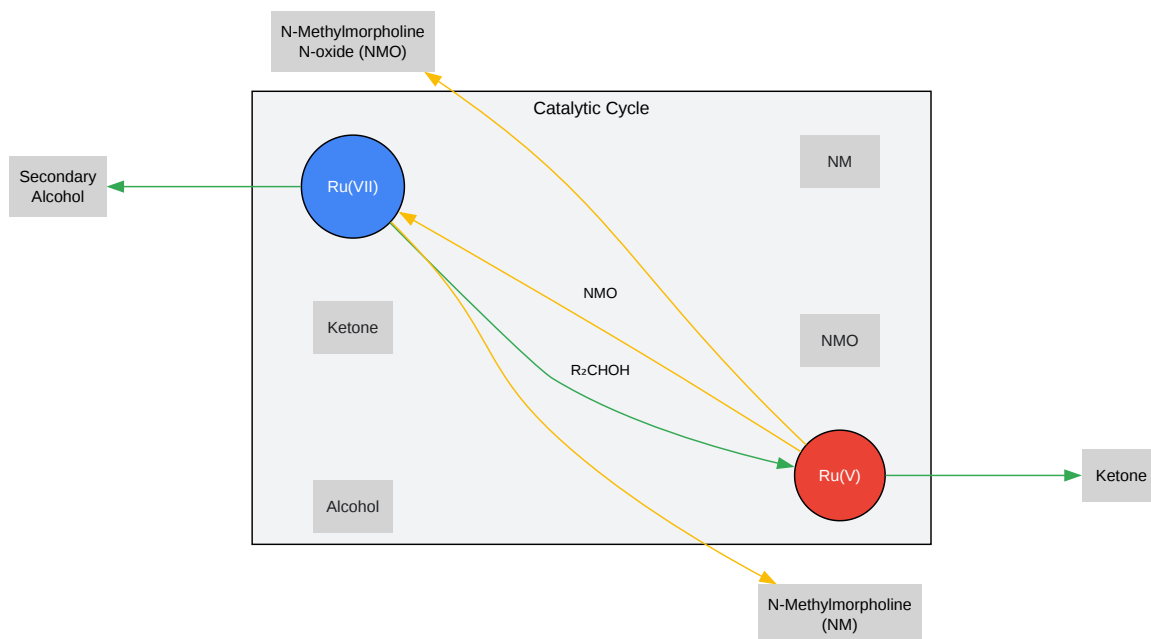 N-Methylmorpholine
N-oxide (NMO)
Catalytic Cycle
NM
Secondary
Alcohol
Ru(VII)
NMO
Ketone
NMO
R₂CHOH
Ru(V)
Ketone
Alcohol
N-Methylmorpholine
(NM)